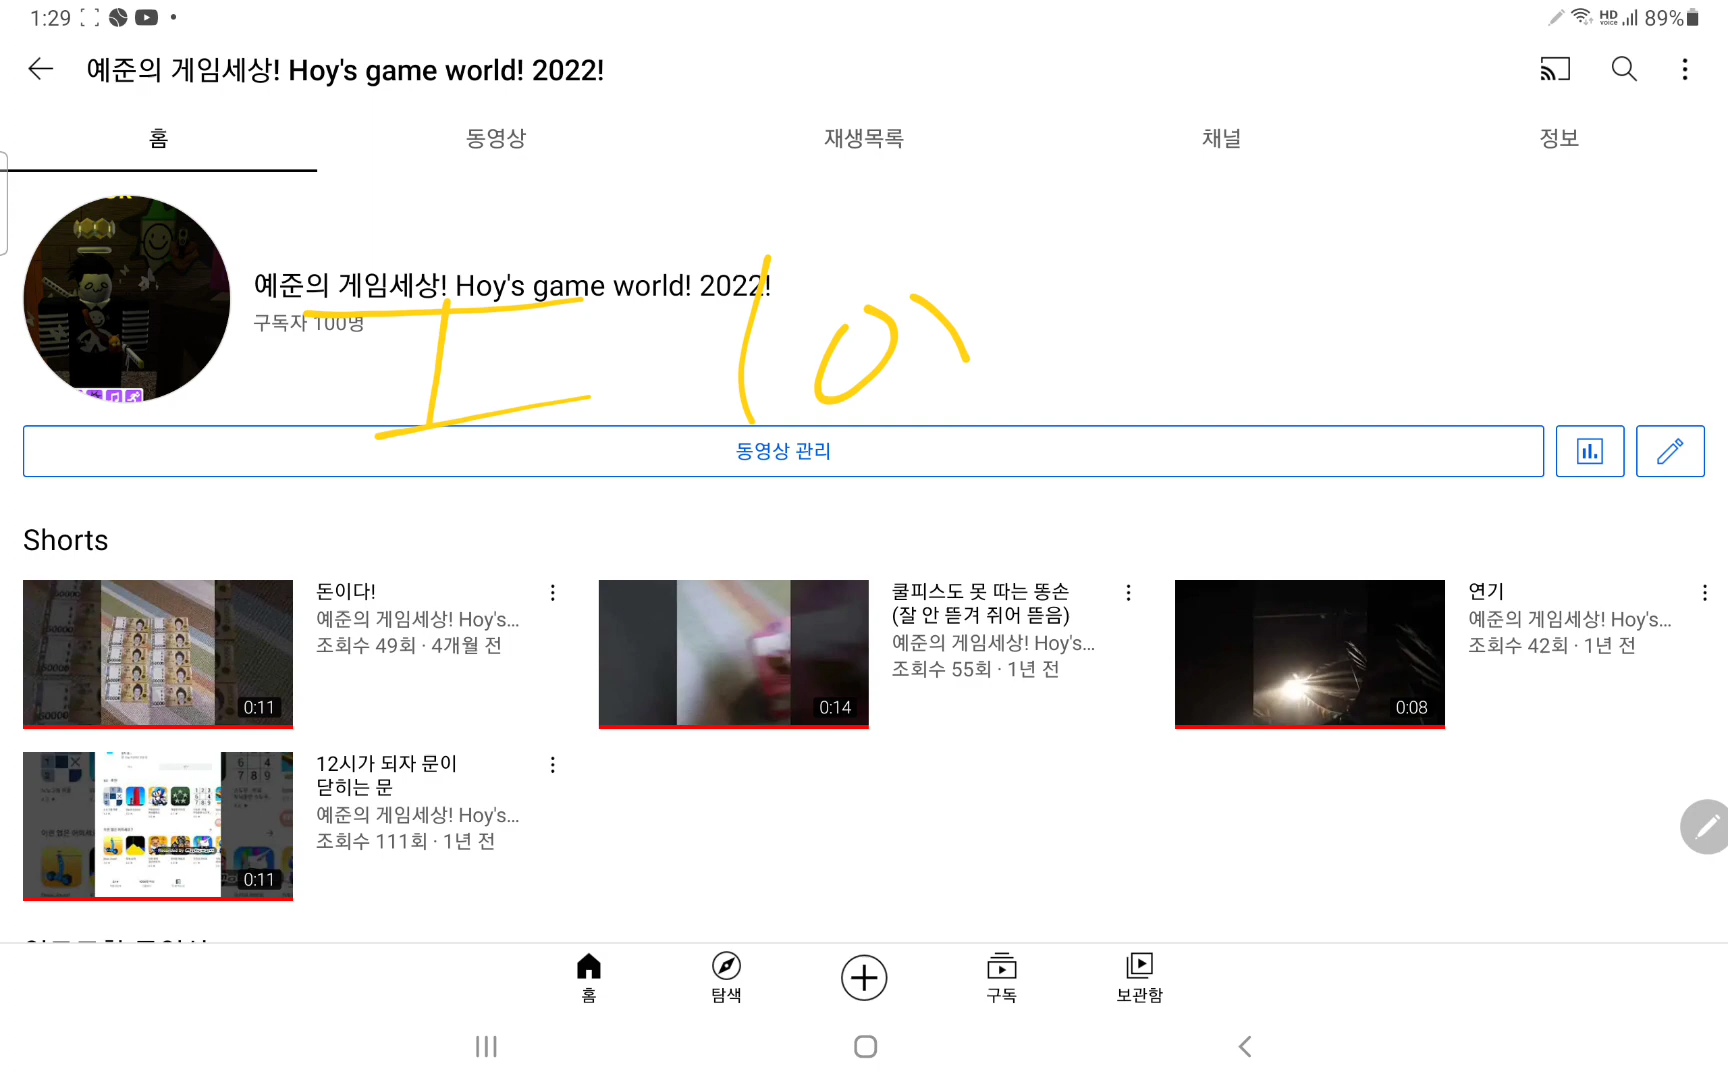 1:29
HD voice 89%
예준의 게임세상! Hoy's game world! 2022!
홈 동영상 재생목록 채널 정보
예준의 게임세상! Hoy's game world! 2022!
구독자 100명
동영상 관리
Shorts
돈이다!
예준의 게임세상! Hoy's...
조회수 49회 · 4개월 전
0:11
쿨피스도 못 따는 똥손
(잘 안 뜯겨 쥐어 뜯음)
예준의 게임세상! Hoy's...
조회수 55회 · 1년 전
0:14
연기
예준의 게임세상! Hoy's...
조회수 42회 · 1년 전
0:08
12시가 되자 문이
닫히는 문
예준의 게임세상! Hoy's...
조회수 111회 · 1년 전
0:11
홈 탐색 구독 보관함